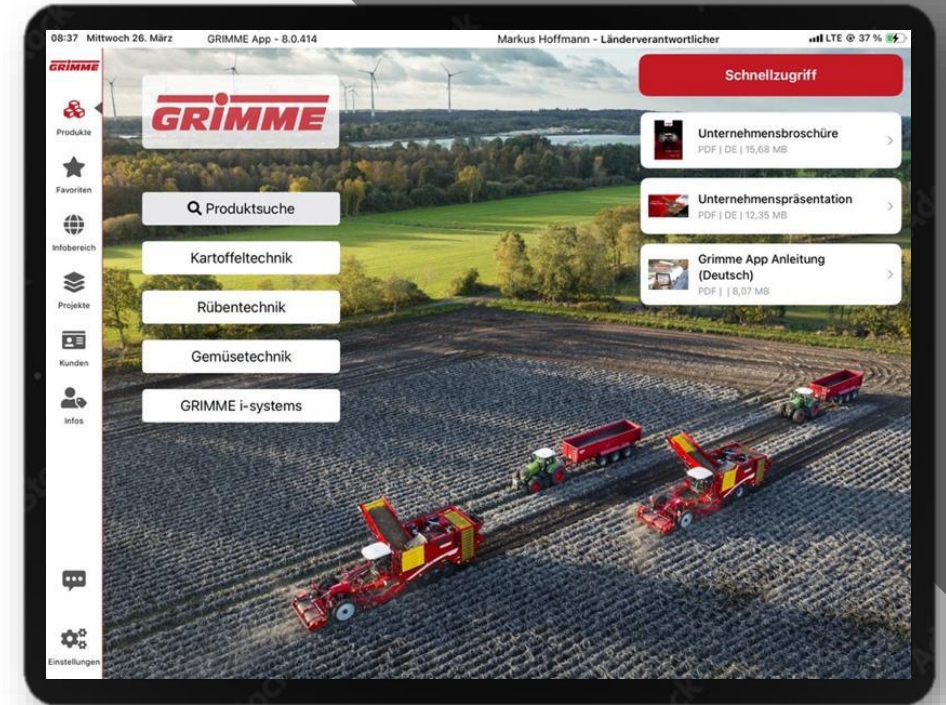 08:37 Mittwoch 26. März GRIMME App - 8.0.414 Markus Hoffmann - Länderverantwortlicher LTE 37 %
GRIMME
Produkte
Favoriten
Infobereich
Projekte
Kunden
Infos
Einstellungen
GRIMME
Produktsuche
Kartoffeltechnik
Rübentechnik
Gemüsetechnik
GRIMME i-systems
Schnellzugriff
Unternehmensbroschüre
PDF | DE | 15,68 MB
Unternehmenspräsentation
PDF | DE | 12,35 MB
Grimme App Anleitung
(Deutsch)
PDF | | 8,07 MB